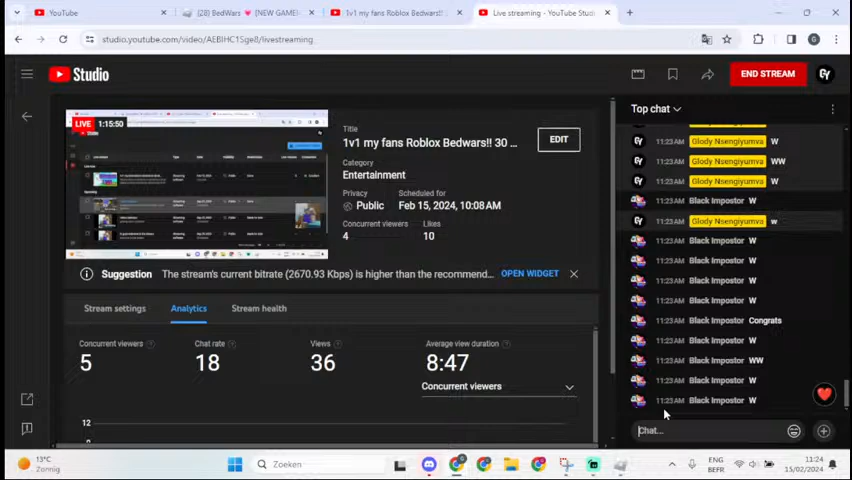 YouTube
(28) BedWars [NEW GAME!
1v1 my fans Roblox Bedwars!!
Live streaming - YouTube Studi
studio.youtube.com/video/AEBIHC1Sge8/livestreaming
Studio
END STREAM
LIVE 1:15:50
Title
1v1 my fans Roblox Bedwars!! 30 ...
EDIT
Category
Entertainment
Privacy
Public
Scheduled for
Feb 15, 2024, 10:08 AM
Concurrent viewers
4
Likes
10
Suggestion The stream's current bitrate (2670.93 Kbps) is higher than the recommend... OPEN WIDGET
Stream settings Analytics Stream health
Concurrent viewers Chat rate Views Average view duration
5 18 36 8:47
Concurrent viewers
12
Top chat
11:23 AM Glody Nsengiyumva W
11:23 AM Glody Nsengiyumva WW
11:23 AM Glody Nsengiyumva W
11:23 AM Black Impostor W
11:23 AM Glody Nsengiyumva w
11:23 AM Black Impostor W
11:23 AM Black Impostor W
11:23 AM Black Impostor W
11:23 AM Black Impostor W
11:23 AM Black Impostor Congrats
11:23 AM Black Impostor W
11:23 AM Black Impostor WW
11:23 AM Black Impostor W
11:23 AM Black Impostor W
Chat...
13°C
Zonnig
Zoeken
ENG
BEFR
11:24
15/02/2024